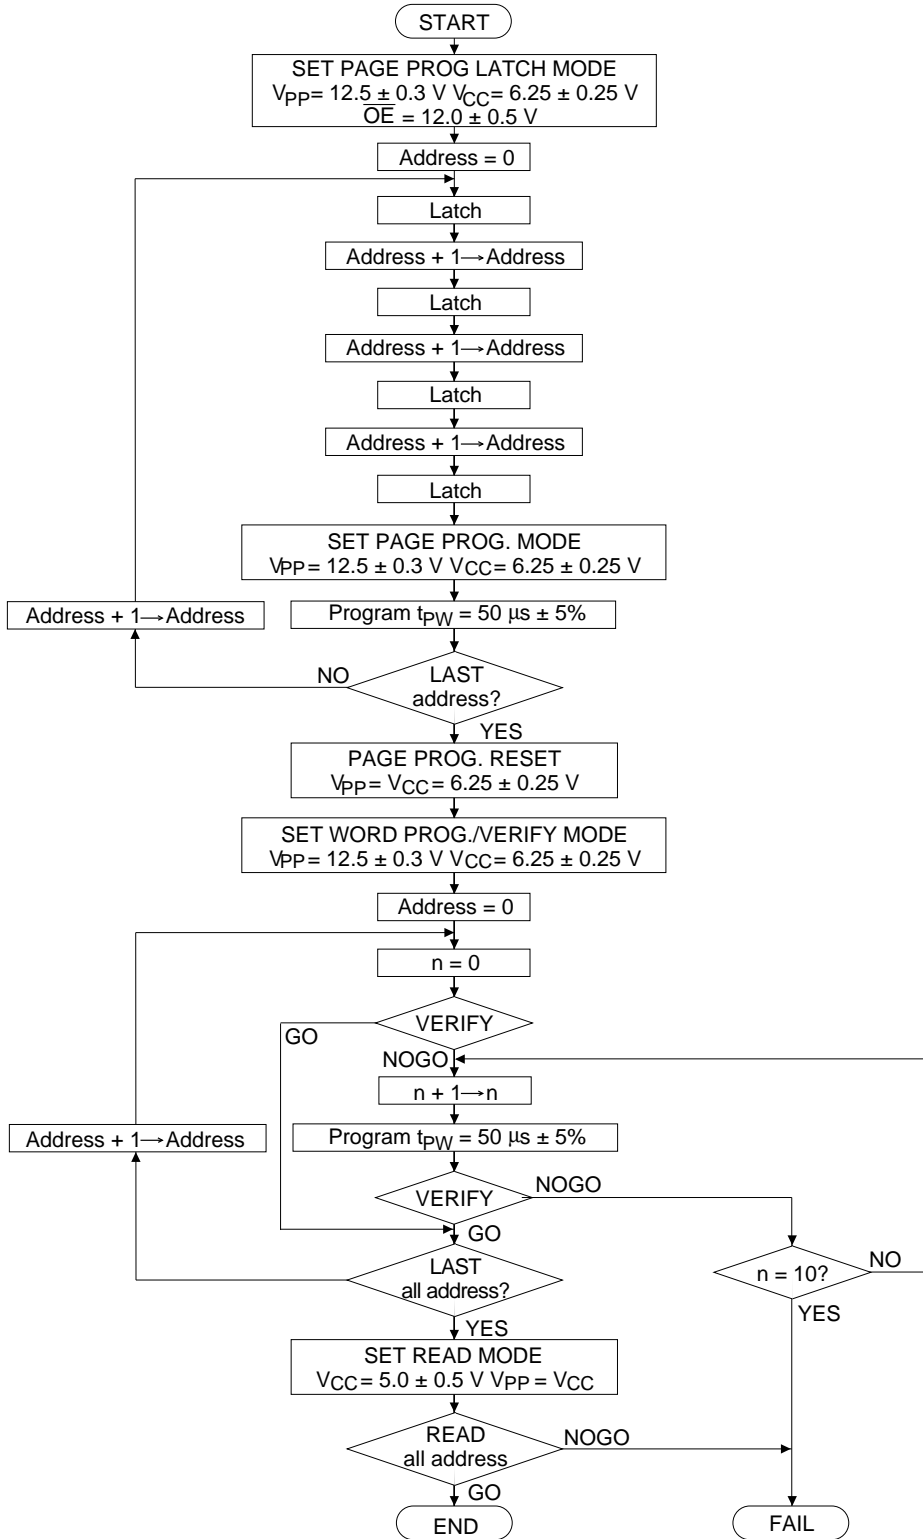 START
SET PAGE PROG LATCH MODE
VPP = 12.5 ± 0.3 V VCC = 6.25 ± 0.25 V
O̅E̅ = 12.0 ± 0.5 V
Address = 0
Latch
Address + 1→Address
Latch
Address + 1→Address
Latch
Address + 1→Address
Latch
SET PAGE PROG. MODE
VPP = 12.5 ± 0.3 V VCC = 6.25 ± 0.25 V
Address + 1→Address
Program tPW = 50 µs ± 5%
NO
LAST
address?
YES
PAGE PROG. RESET
VPP = VCC = 6.25 ± 0.25 V
SET WORD PROG./VERIFY MODE
VPP = 12.5 ± 0.3 V VCC = 6.25 ± 0.25 V
Address = 0
n = 0
VERIFY
GO
NOGO
n + 1→n
Address + 1→Address
Program tPW = 50 µs ± 5%
VERIFY
NOGO
GO
LAST
all address?
n = 10?
NO
YES
YES
SET READ MODE
VCC = 5.0 ± 0.5 V VPP = VCC
READ
all address
NOGO
GO
END
FAIL